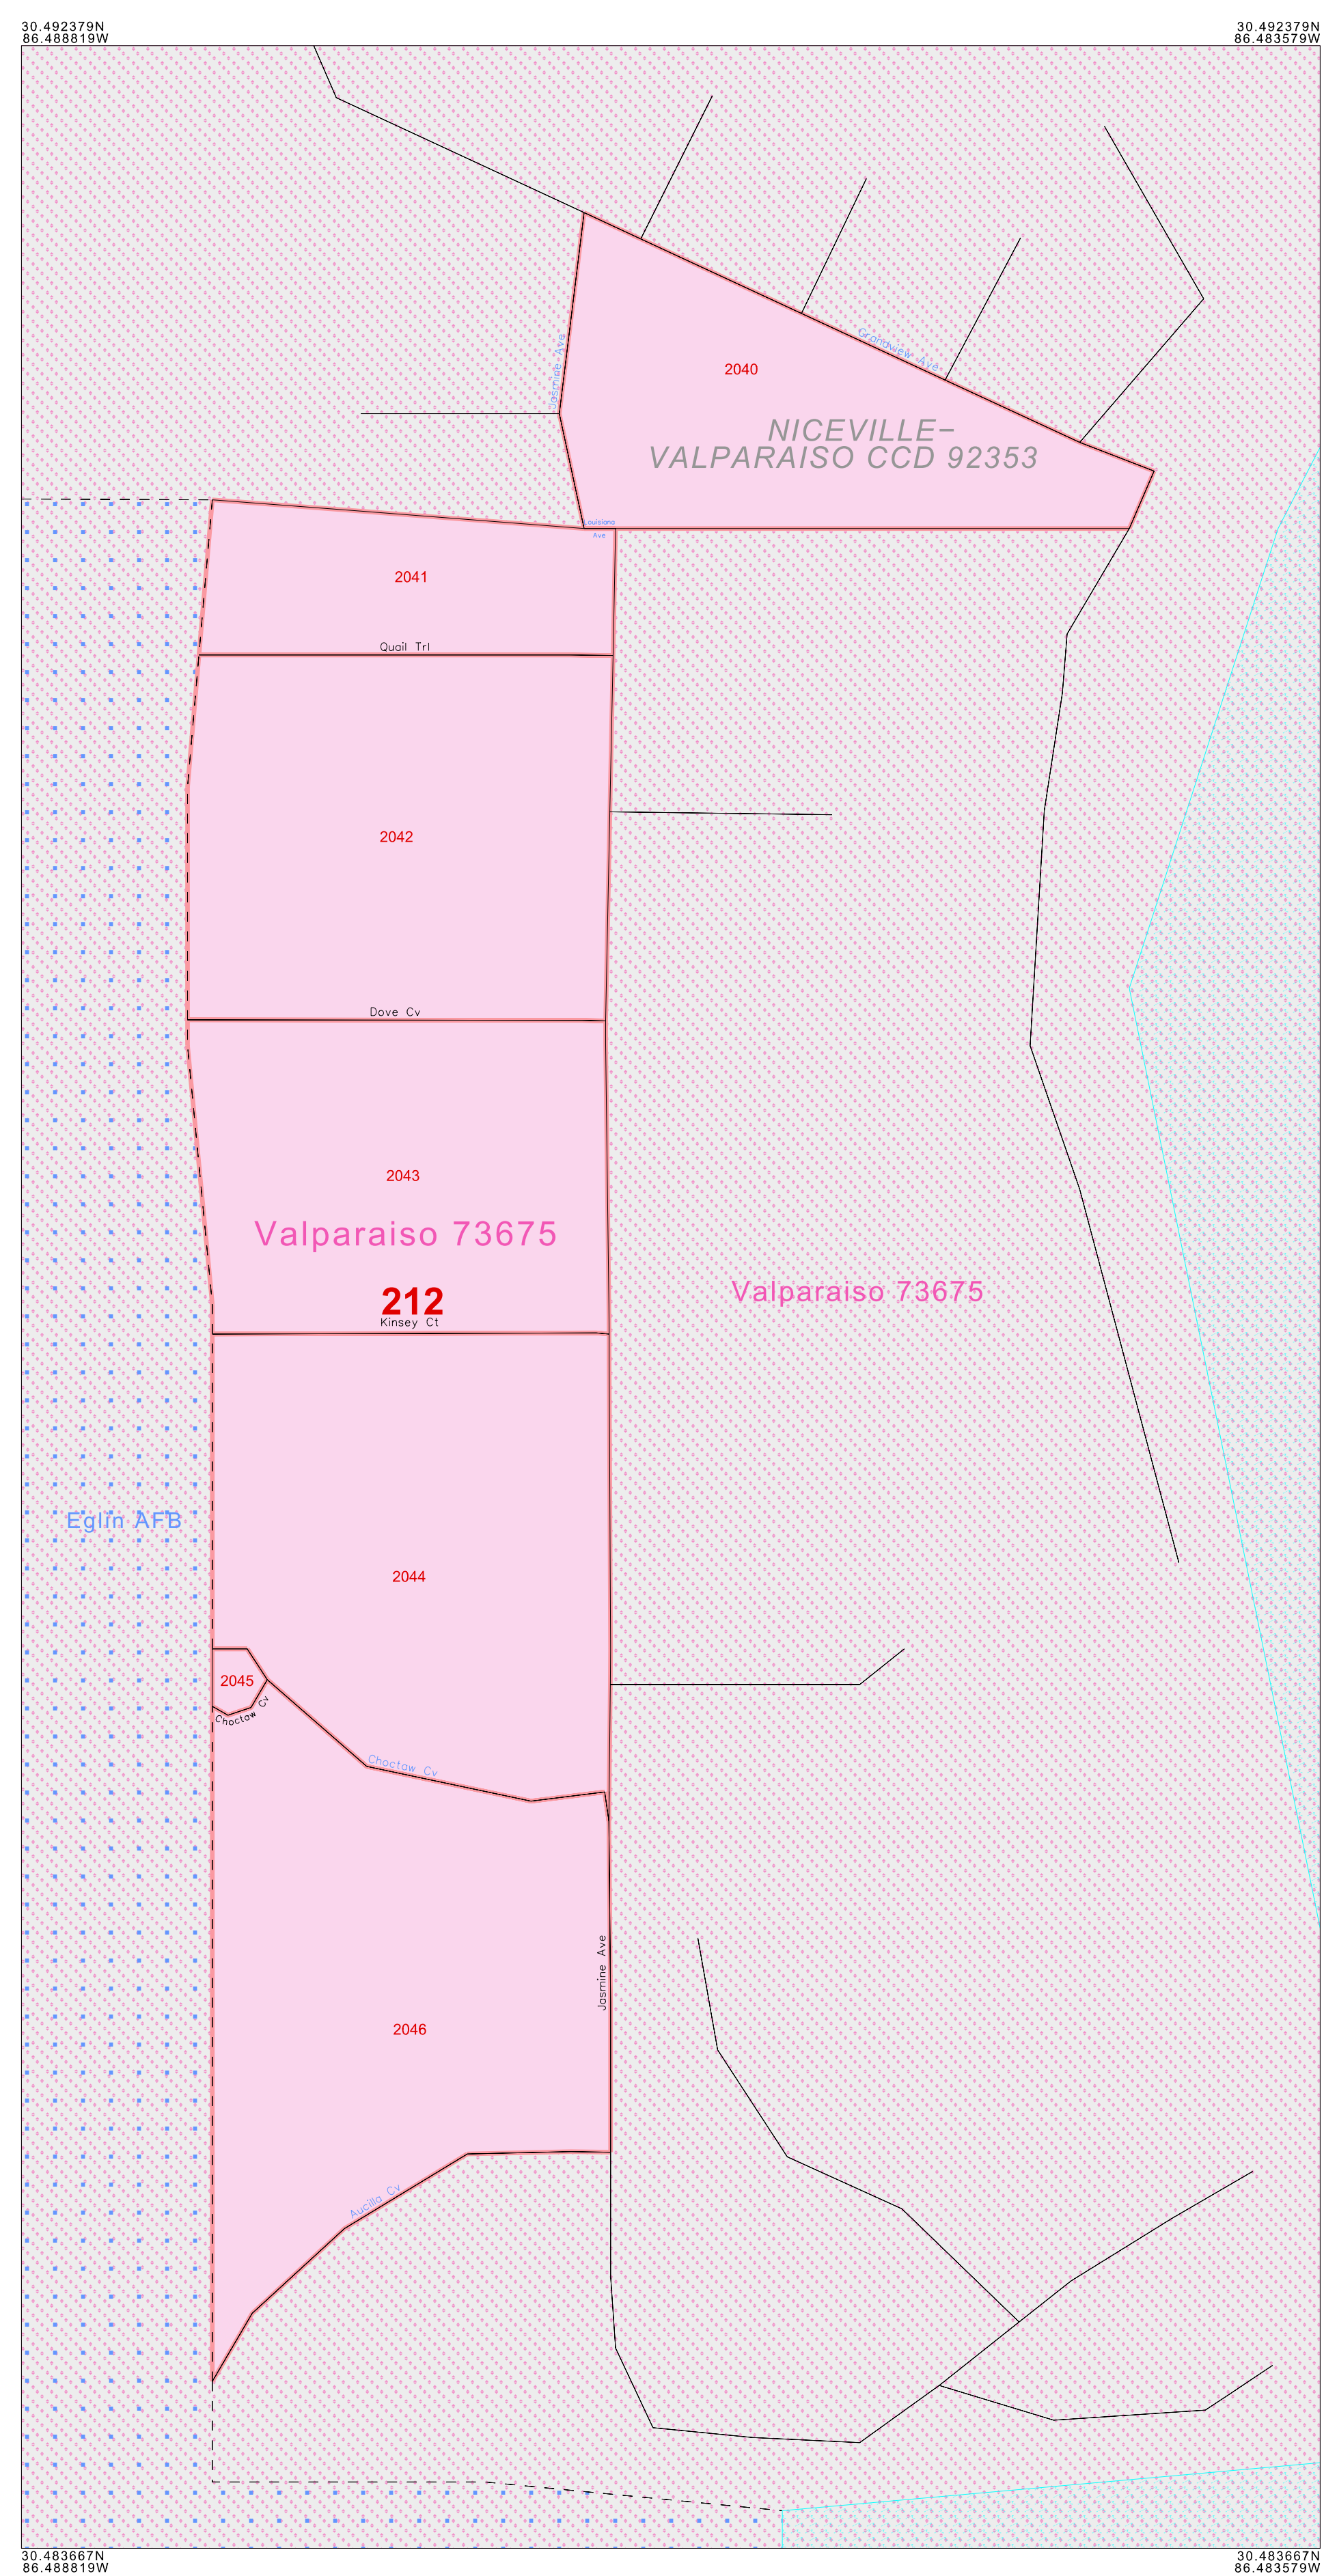 30.492379N
86.488819W
30.492379N
86.483579W
Grandview Ave
Jasmine Ave
2040
NICEVILLE-
VALPARAISO CCD 92353
Louisiana
Ave
2041
Quail Trl
2042
Dove Cv
2043
Valparaiso 73675
212
Kinsey Ct
Valparaiso 73675
Eglin AFB
2044
2045
Choctaw Cv
Choctaw Cv
Jasmine Ave
2046
Aucilla Cv
30.483667N
86.488819W
30.483667N
86.483579W